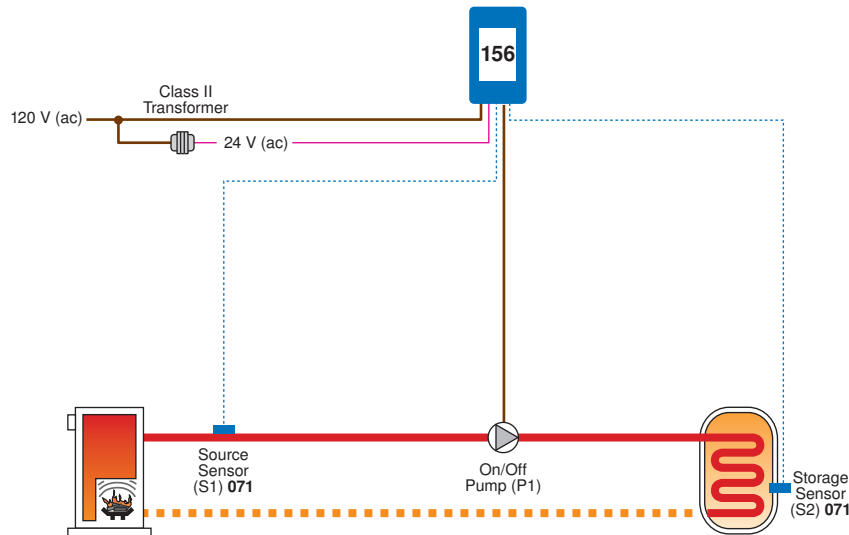 156
Class II
Transformer
120 V (ac)
24 V (ac)
Source
Sensor
(S1) 071
On/Off
Pump (P1)
Storage
Sensor
(S2) 071